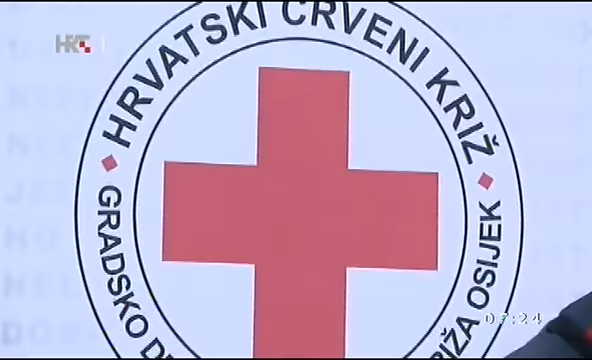 HRT
HRVATSKI CRVENI KRIŽ
GRADSKO D
RIŽA OSIJEK
07:24